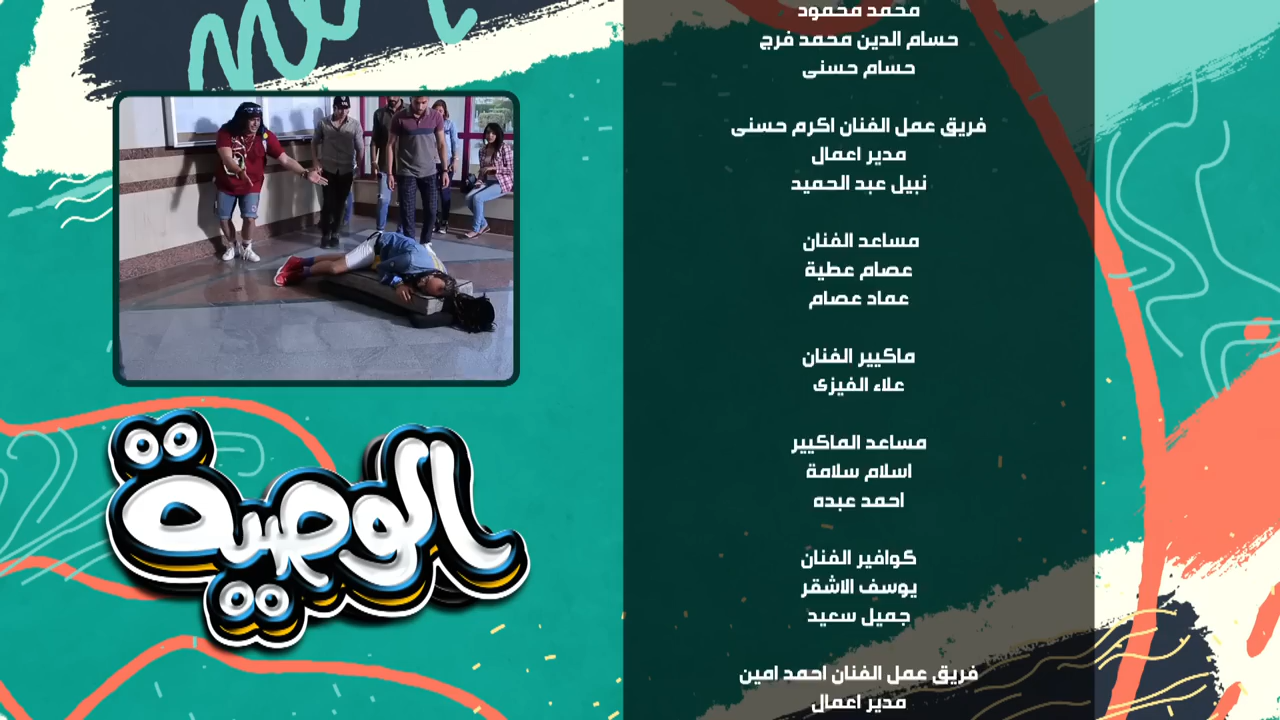 محمد محمود
حسام الدين محمد فرج
حسام حسنى
فريق عمل الفنان اكرم حسنى
مدير اعمال
نبيل عبد الحميد
مساعد الفنان
عصام عطية
عماد عصام
ماكيير الفنان
علاء الفيزى
مساعد الماكيير
اسلام سلامة
احمد عبده
كوافير الفنان
يوسف الاشقر
جميل سعيد
فريق عمل الفنان احمد امين
مدير اعمال
الوصية